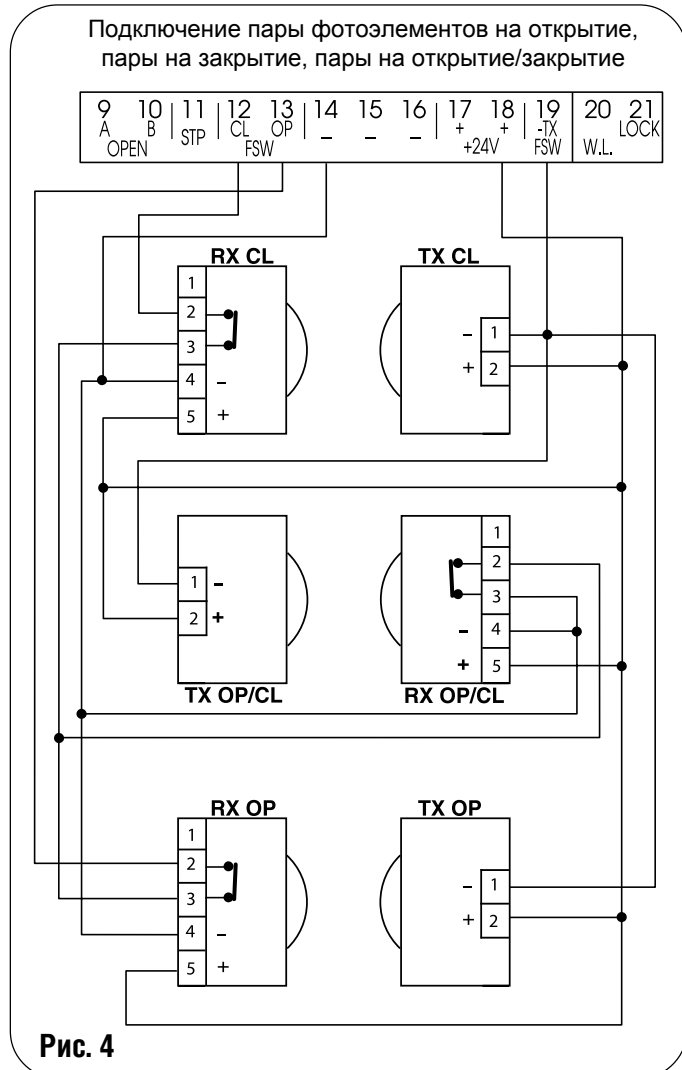 Подключение пары фотоэлементов на открытие,
пары на закрытие, пары на открытие/закрытие
9 10 11 12 13 14 15 16 17 18 19 20 21
A B STP CL OP _ _ _ + + -TX W.L. LOCK
OPEN FSW +24V FSW
RX CL TX CL
1
2 - 1
3 + 2
4 -
5 +
1
1 - 2
2 + 3
- 4
+ 5
TX OP/CL RX OP/CL
RX OP TX OP
1
2 - 1
3 + 2
4 -
5 +
Рис. 4